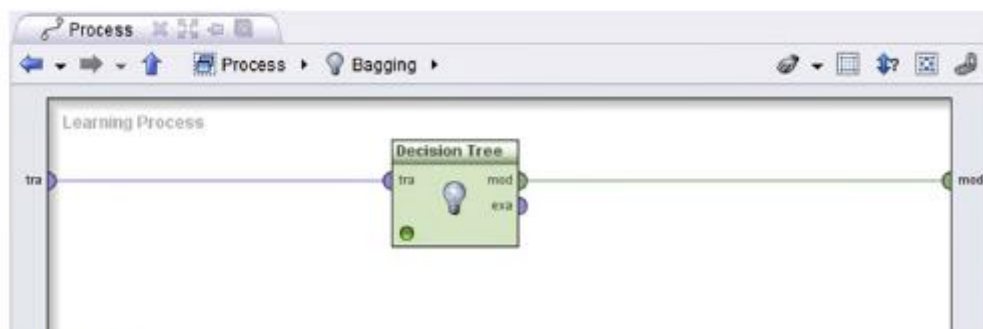 Process
Process Bagging
Learning Process
Decision Tree
tra tra mod mod
exa